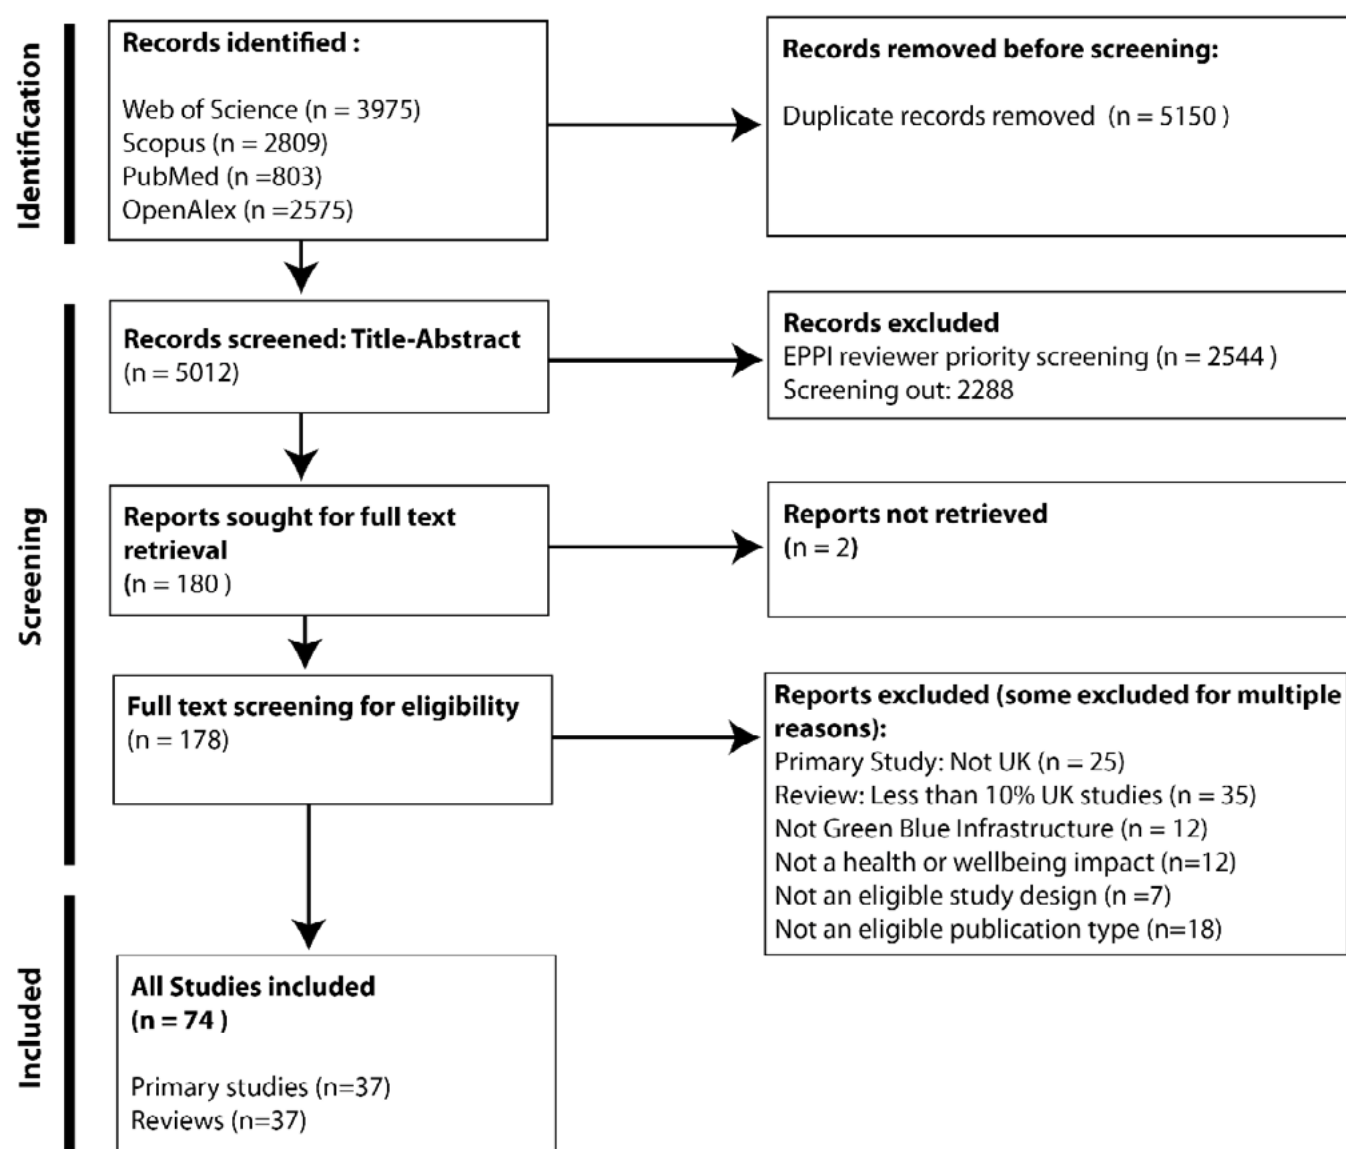 Identification
Records identified :
Web of Science (n = 3975)
Scopus (n = 2809)
PubMed (n =803)
OpenAlex (n =2575)
Records removed before screening:
Duplicate records removed  (n = 5150 )
Screening
Records screened: Title-Abstract
(n = 5012)
Records excluded
EPPI reviewer priority screening (n = 2544 )
Screening out: 2288
Reports sought for full text
retrieval
(n = 180 )
Reports not retrieved
(n = 2)
Full text screening for eligibility
(n = 178)
Reports excluded (some excluded for multiple
reasons):
Primary Study: Not UK (n = 25)
Review: Less than 10% UK studies (n = 35)
Not Green Blue Infrastructure (n = 12)
Not a health or wellbeing impact (n=12)
Not an eligible study design (n =7)
Not an eligible publication type (n=18)
Included
All Studies included
(n = 74 )
Primary studies (n=37)
Reviews (n=37)